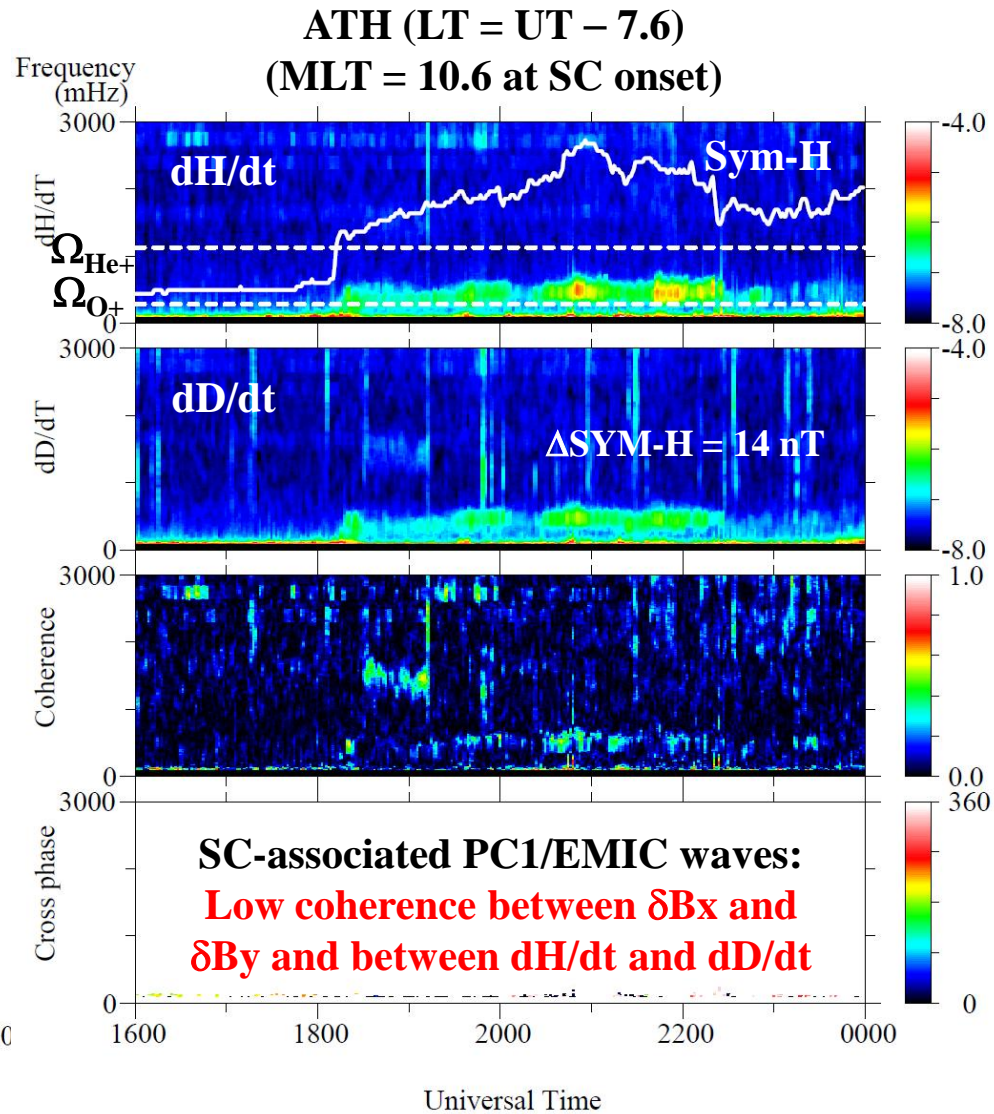 ATH (LT = UT – 7.6)
(MLT = 10.6 at SC onset)
Frequency
(mHz)
3000
dH/dT
0
dH/dt
Sym-H
Ω_He+
Ω_O+
-4.0
-8.0
3000
dD/dT
0
dD/dt
ΔSYM-H = 14 nT
-4.0
-8.0
3000
Coherence
0
1.0
0.0
3000
Cross phase
0
SC-associated PC1/EMIC waves:
Low coherence between δBx and
δBy and between dH/dt and dD/dt
360
0
0
1600 1800 2000 2200 0000
Universal Time